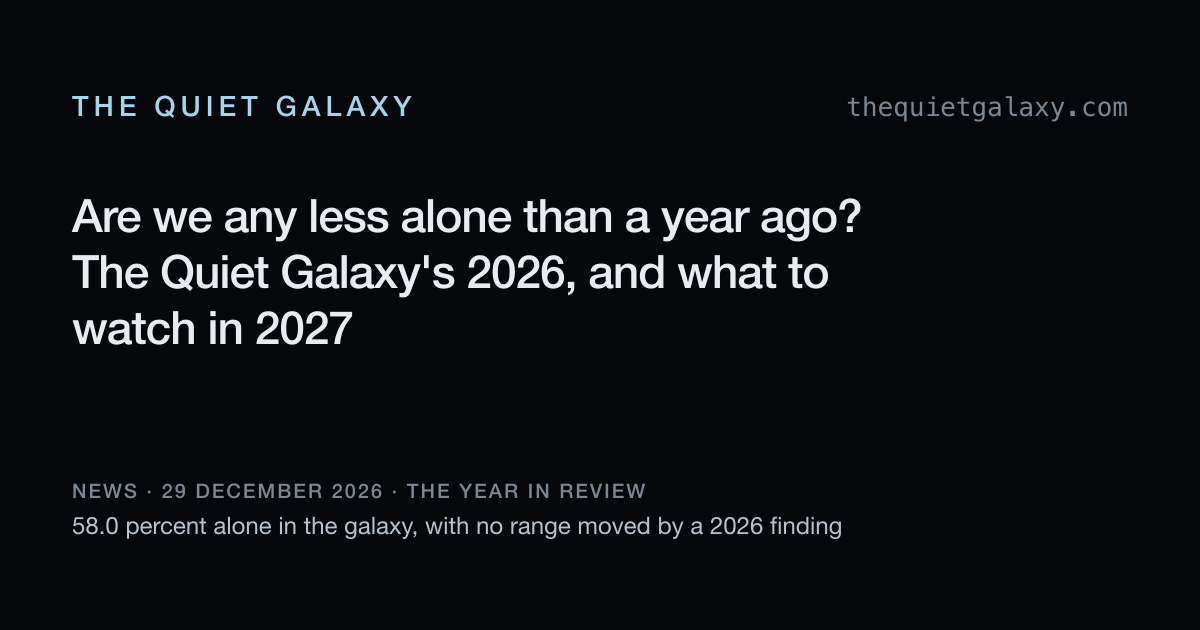 THE QUIET GALAXY
thequietgalaxy.com
Are we any less alone than a year ago?
The Quiet Galaxy's 2026, and what to
watch in 2027
NEWS · 29 DECEMBER 2026 · THE YEAR IN REVIEW
58.0 percent alone in the galaxy, with no range moved by a 2026 finding